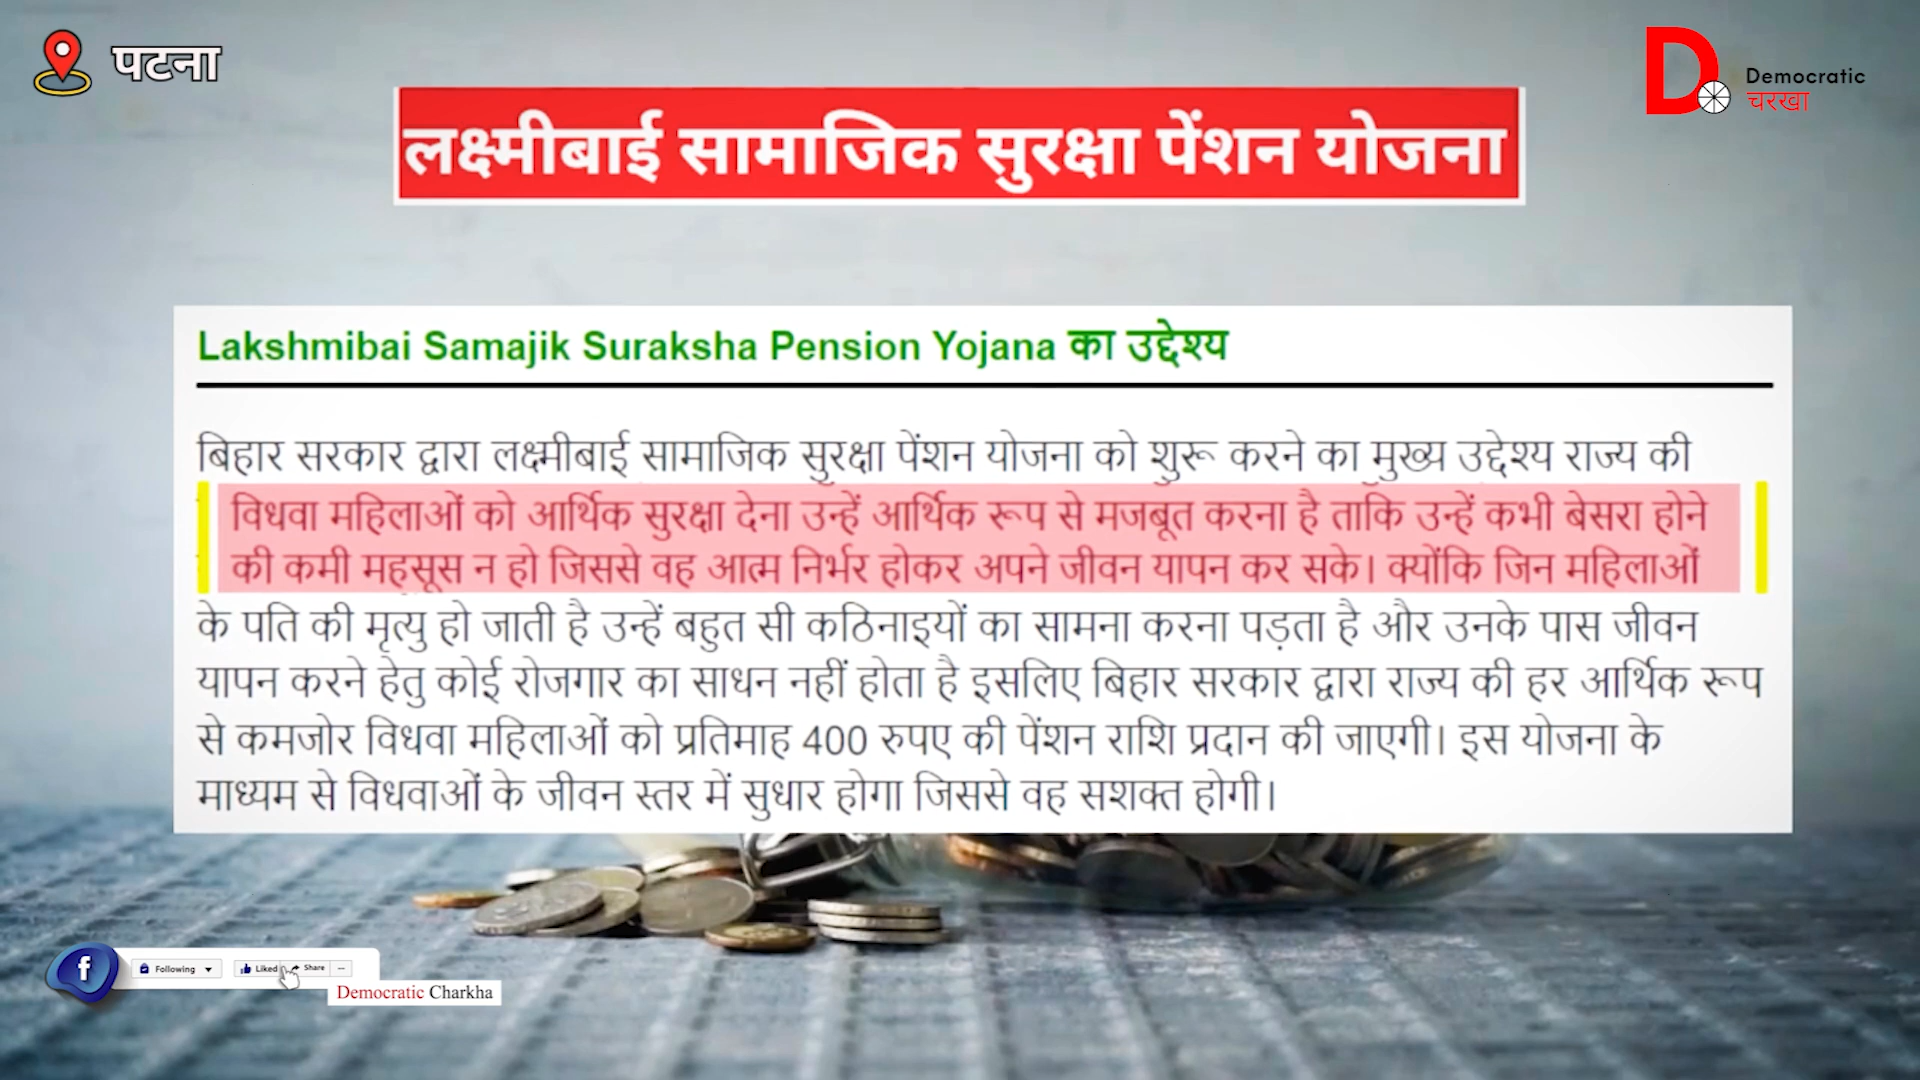 पटना
Democratic
चरखा
लक्ष्मीबाई सामाजिक सुरक्षा पेंशन योजना
Lakshmibai Samajik Suraksha Pension Yojana का उद्देश्य
बिहार सरकार द्वारा लक्ष्मीबाई सामाजिक सुरक्षा पेंशन योजना को शुरू करने का मुख्य उद्देश्य राज्य की
विधवा महिलाओं को आर्थिक सुरक्षा देना उन्हें आर्थिक रूप से मजबूत करना है ताकि उन्हें कभी बेसरा होने
की कमी महसूस न हो जिससे वह आत्म निर्भर होकर अपने जीवन यापन कर सके। क्योंकि जिन महिलाओं
के पति की मृत्यु हो जाती है उन्हें बहुत सी कठिनाइयों का सामना करना पड़ता है और उनके पास जीवन
यापन करने हेतु कोई रोजगार का साधन नहीं होता है इसलिए बिहार सरकार द्वारा राज्य की हर आर्थिक रूप
से कमजोर विधवा महिलाओं को प्रतिमाह 400 रुपए की पेंशन राशि प्रदान की जाएगी। इस योजना के
माध्यम से विधवाओं के जीवन स्तर में सुधार होगा जिससे वह सशक्त होगी।
Following Liked Share
Democratic Charkha